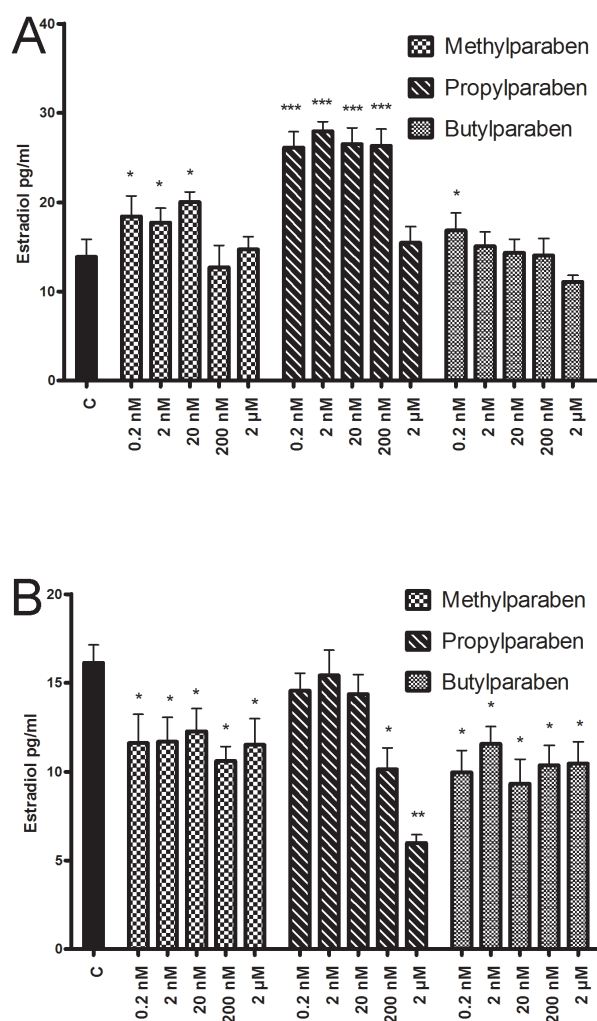 A
Methylparaben
Propylparaben
Butylparaben
Estradiol pg/ml
40
30
20
10
0
* * * *** *** *** *** *
C 0.2 nM 2 nM 20 nM 200 nM 2 µM 0.2 nM 2 nM 20 nM 200 nM 2 µM 0.2 nM 2 nM 20 nM 200 nM 2 µM
B
Methylparaben
Propylparaben
Butylparaben
Estradiol pg/ml
20
15
10
5
0
* * * * * * ** * * * * *
C 0.2 nM 2 nM 20 nM 200 nM 2 µM 0.2 nM 2 nM 20 nM 200 nM 2 µM 0.2 nM 2 nM 20 nM 200 nM 2 µM